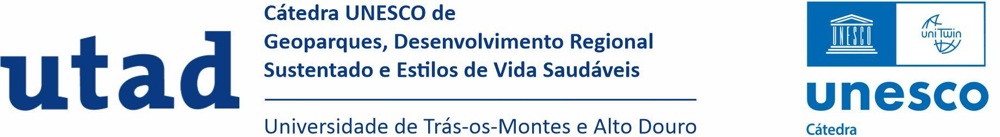 utad
Cátedra UNESCO de
Geoparques, Desenvolvimento Regional
Sustentado e Estilos de Vida Saudáveis
Universidade de Trás-os-Montes e Alto Douro
UNESCO
uniTwin
unesco
Cátedra